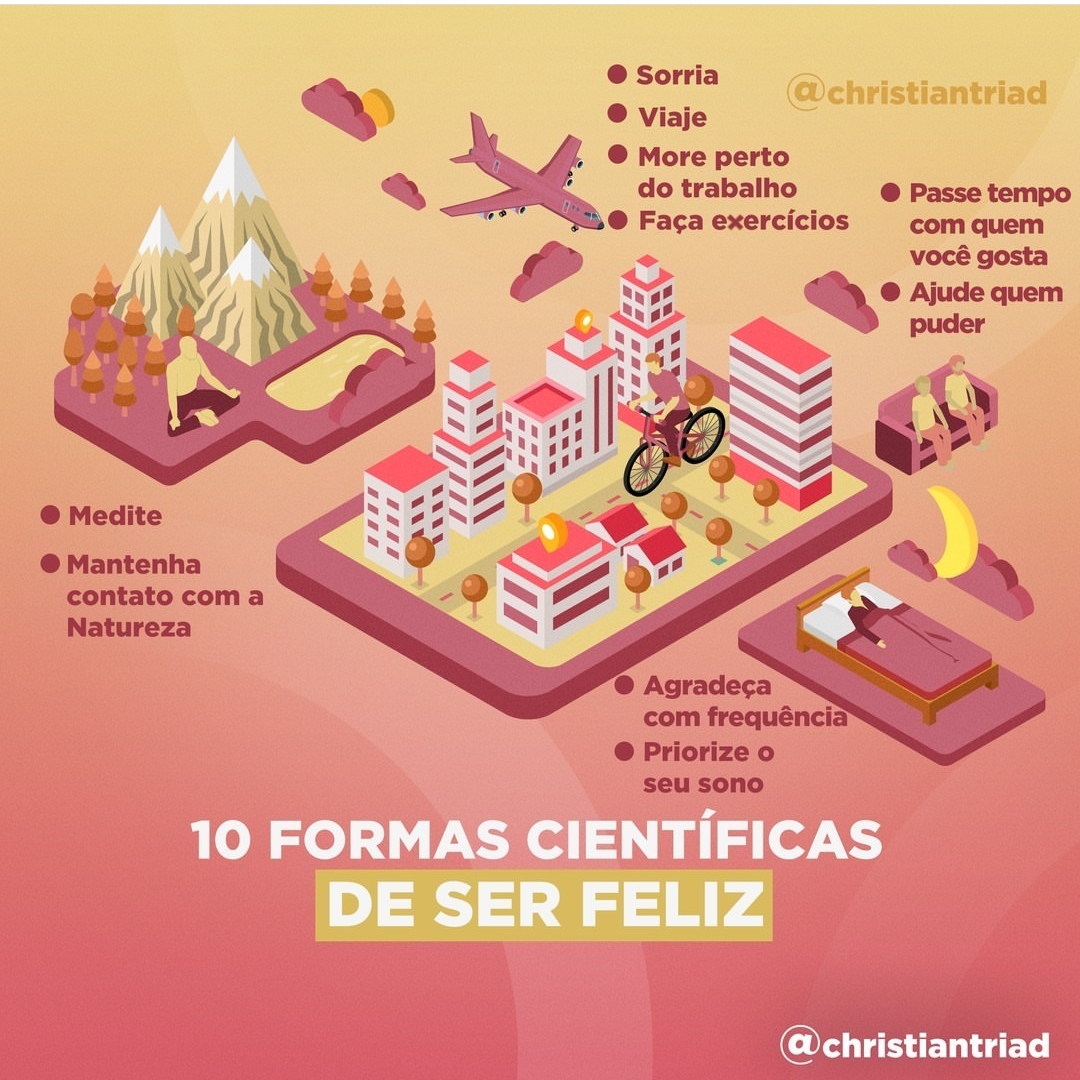 ● Sorria
● Viaje
● More perto
do trabalho
● Faça exercícios
@christiantriad
● Passe tempo
com quem
você gosta
● Ajude quem
puder
● Medite
● Mantenha
contato com a
Natureza
● Agradeça
com frequência
● Priorize o
seu sono
10 FORMAS CIENTÍFICAS
DE SER FELIZ
@christiantriad